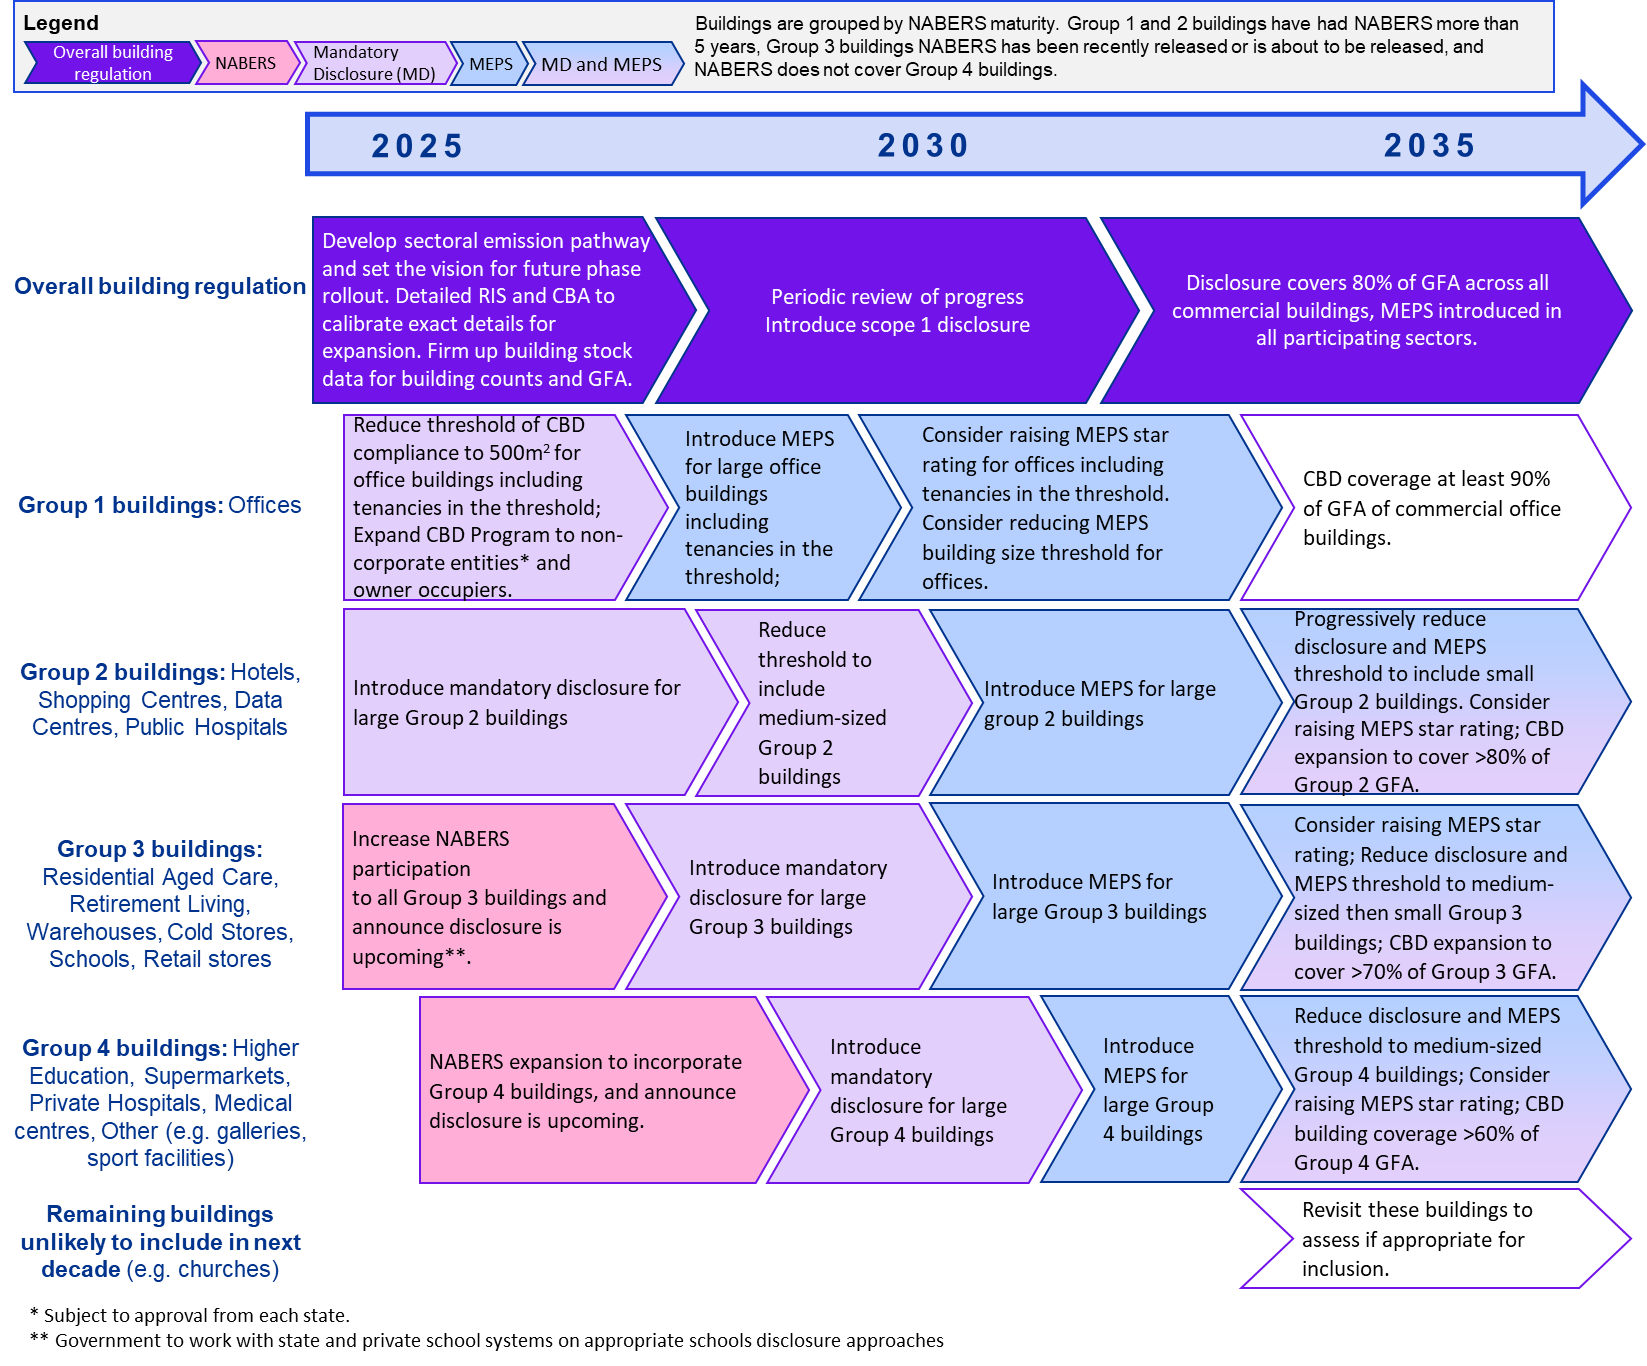 Legend
Overall building
regulation
NABERS
Mandatory
Disclosure (MD)
MEPS
MD and MEPS
Buildings are grouped by NABERS maturity. Group 1 and 2 buildings have had NABERS more than
5 years, Group 3 buildings NABERS has been recently released or is about to be released, and
NABERS does not cover Group 4 buildings.
2025
2030
2035
Overall building regulation
Develop sectoral emission pathway
and set the vision for future phase
rollout. Detailed RIS and CBA to
calibrate exact details for
expansion. Firm up building stock
data for building counts and GFA.
Periodic review of progress
Introduce scope 1 disclosure
Disclosure covers 80% of GFA across all
commercial buildings, MEPS introduced in
all participating sectors.
Group 1 buildings: Offices
Reduce threshold of CBD
compliance to 500m² for
office buildings including
tenancies in the threshold;
Expand CBD Program to non-
corporate entities* and
owner occupiers.
Introduce MEPS
for large office
buildings
including
tenancies in the
threshold;
Consider raising MEPS star
rating for offices including
tenancies in the threshold.
Consider reducing MEPS
building size threshold for
offices.
CBD coverage at least 90%
of GFA of commercial office
buildings.
Group 2 buildings: Hotels,
Shopping Centres, Data
Centres, Public Hospitals
Introduce mandatory disclosure for
large Group 2 buildings
Reduce
threshold to
include
medium-sized
Group 2
buildings
Introduce MEPS for large
group 2 buildings
Progressively reduce
disclosure and MEPS
threshold to include small
Group 2 buildings. Consider
raising MEPS star rating; CBD
expansion to cover >80% of
Group 2 GFA.
Group 3 buildings:
Residential Aged Care,
Retirement Living,
Warehouses, Cold Stores,
Schools, Retail stores
Increase NABERS
participation
to all Group 3 buildings and
announce disclosure is
upcoming**.
Introduce mandatory
disclosure for large
Group 3 buildings
Introduce MEPS for
large Group 3 buildings
Consider raising MEPS star
rating; Reduce disclosure and
MEPS threshold to medium-
sized then small Group 3
buildings; CBD expansion to
cover >70% of Group 3 GFA.
Group 4 buildings: Higher
Education, Supermarkets,
Private Hospitals, Medical
centres, Other (e.g. galleries,
sport facilities)
NABERS expansion to incorporate
Group 4 buildings, and announce
disclosure is upcoming.
Introduce
mandatory
disclosure for large
Group 4 buildings
Introduce
MEPS for
large Group
4 buildings
Reduce disclosure and MEPS
threshold to medium-sized
Group 4 buildings; Consider
raising MEPS star rating; CBD
building coverage >60% of
Group 4 GFA.
Remaining buildings
unlikely to include in next
decade (e.g. churches)
Revisit these buildings to
assess if appropriate for
inclusion.
* Subject to approval from each state.
** Government to work with state and private school systems on appropriate schools disclosure approaches